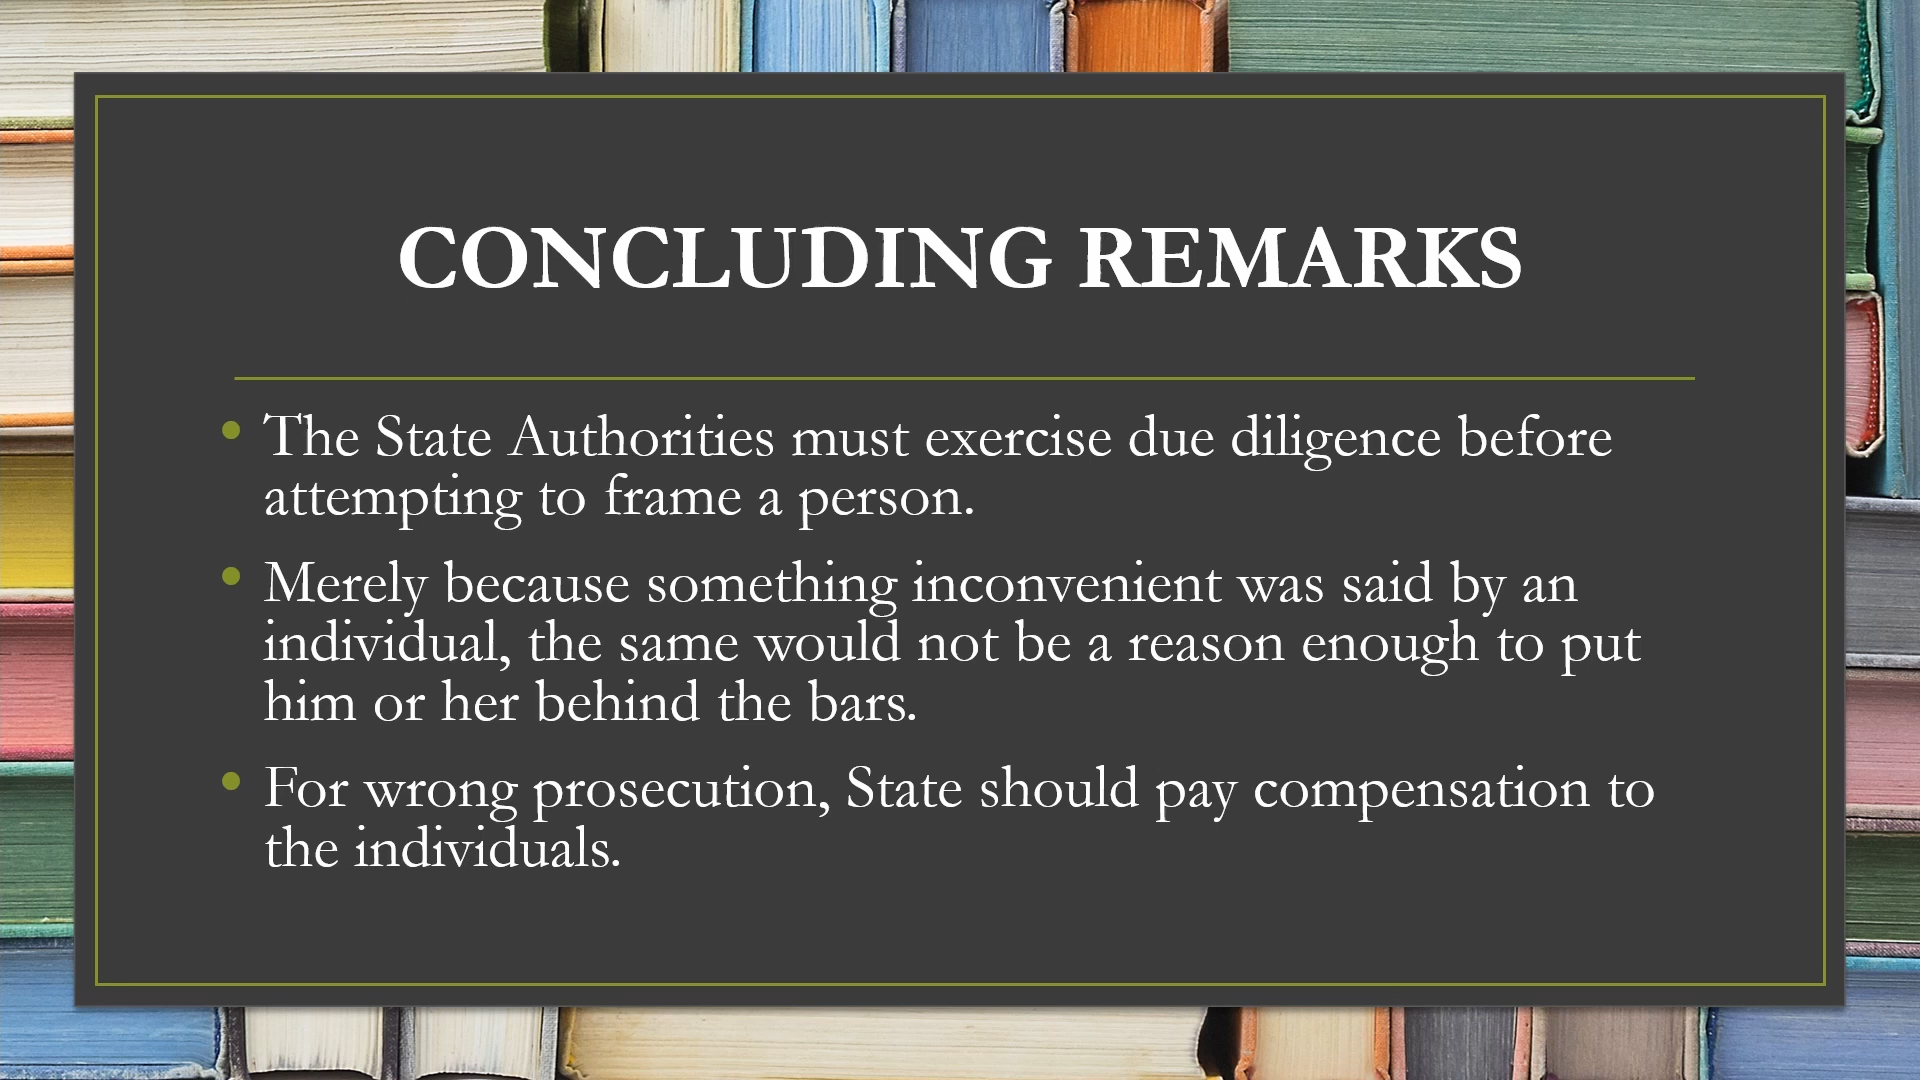 CONCLUDING REMARKS
• The State Authorities must exercise due diligence before
attempting to frame a person.
• Merely because something inconvenient was said by an
individual, the same would not be a reason enough to put
him or her behind the bars.
• For wrong prosecution, State should pay compensation to
the individuals.